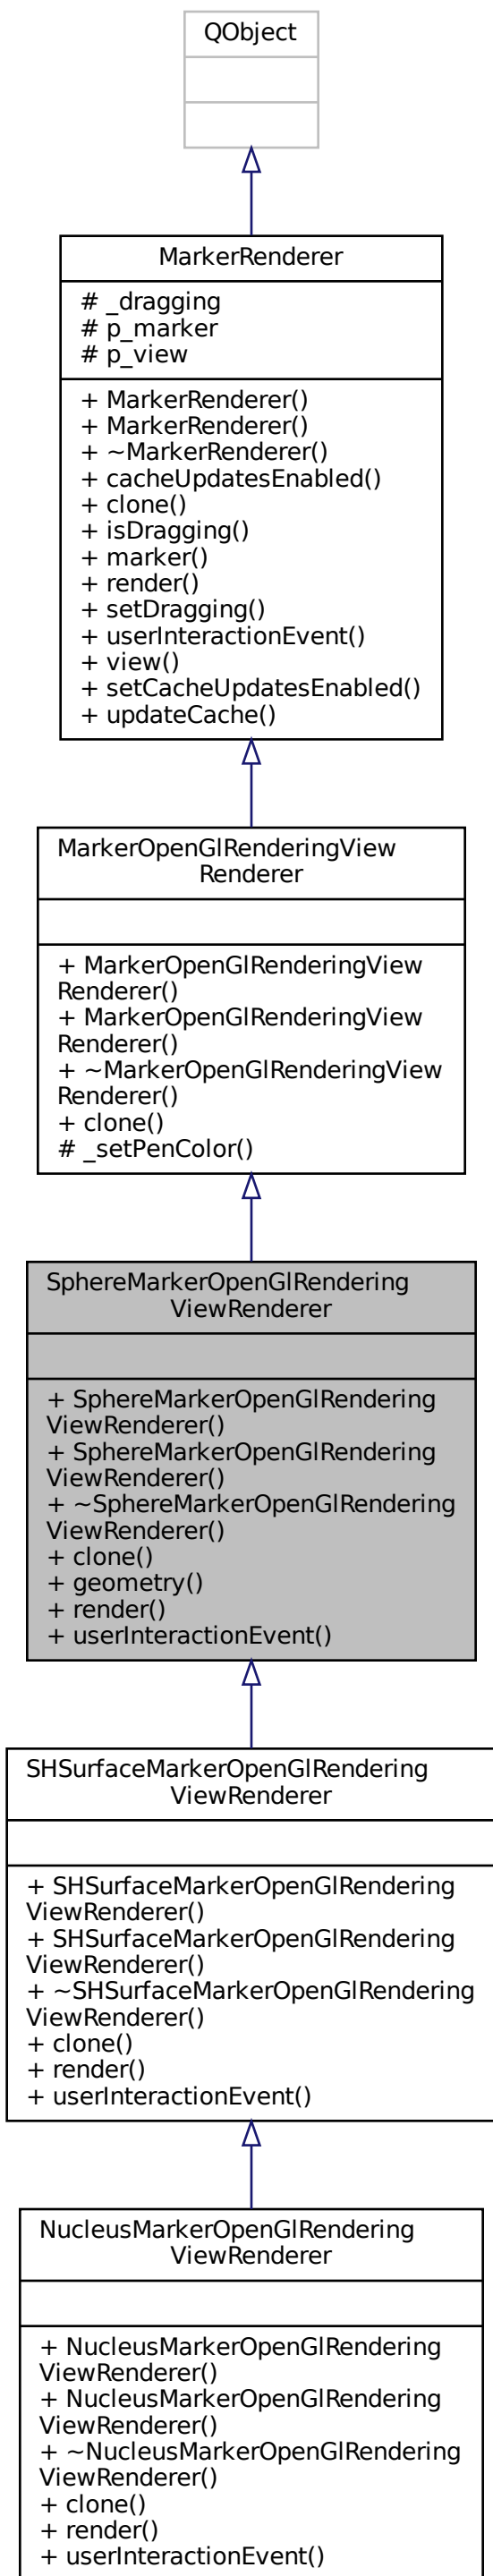 QObject
MarkerRenderer
# _dragging
# p_marker
# p_view
+ MarkerRenderer()
+ MarkerRenderer()
+ ~MarkerRenderer()
+ cacheUpdatesEnabled()
+ clone()
+ isDragging()
+ marker()
+ render()
+ setDragging()
+ userInteractionEvent()
+ view()
+ setCacheUpdatesEnabled()
+ updateCache()
MarkerOpenGlRenderingView
Renderer
+ MarkerOpenGlRenderingView
Renderer()
+ MarkerOpenGlRenderingView
Renderer()
+ ~MarkerOpenGlRenderingView
Renderer()
+ clone()
# _setPenColor()
SphereMarkerOpenGlRendering
ViewRenderer
+ SphereMarkerOpenGlRendering
ViewRenderer()
+ SphereMarkerOpenGlRendering
ViewRenderer()
+ ~SphereMarkerOpenGlRendering
ViewRenderer()
+ clone()
+ geometry()
+ render()
+ userInteractionEvent()
SHSurfaceMarkerOpenGlRendering
ViewRenderer
+ SHSurfaceMarkerOpenGlRendering
ViewRenderer()
+ SHSurfaceMarkerOpenGlRendering
ViewRenderer()
+ ~SHSurfaceMarkerOpenGlRendering
ViewRenderer()
+ clone()
+ render()
+ userInteractionEvent()
NucleusMarkerOpenGlRendering
ViewRenderer
+ NucleusMarkerOpenGlRendering
ViewRenderer()
+ NucleusMarkerOpenGlRendering
ViewRenderer()
+ ~NucleusMarkerOpenGlRendering
ViewRenderer()
+ clone()
+ render()
+ userInteractionEvent()